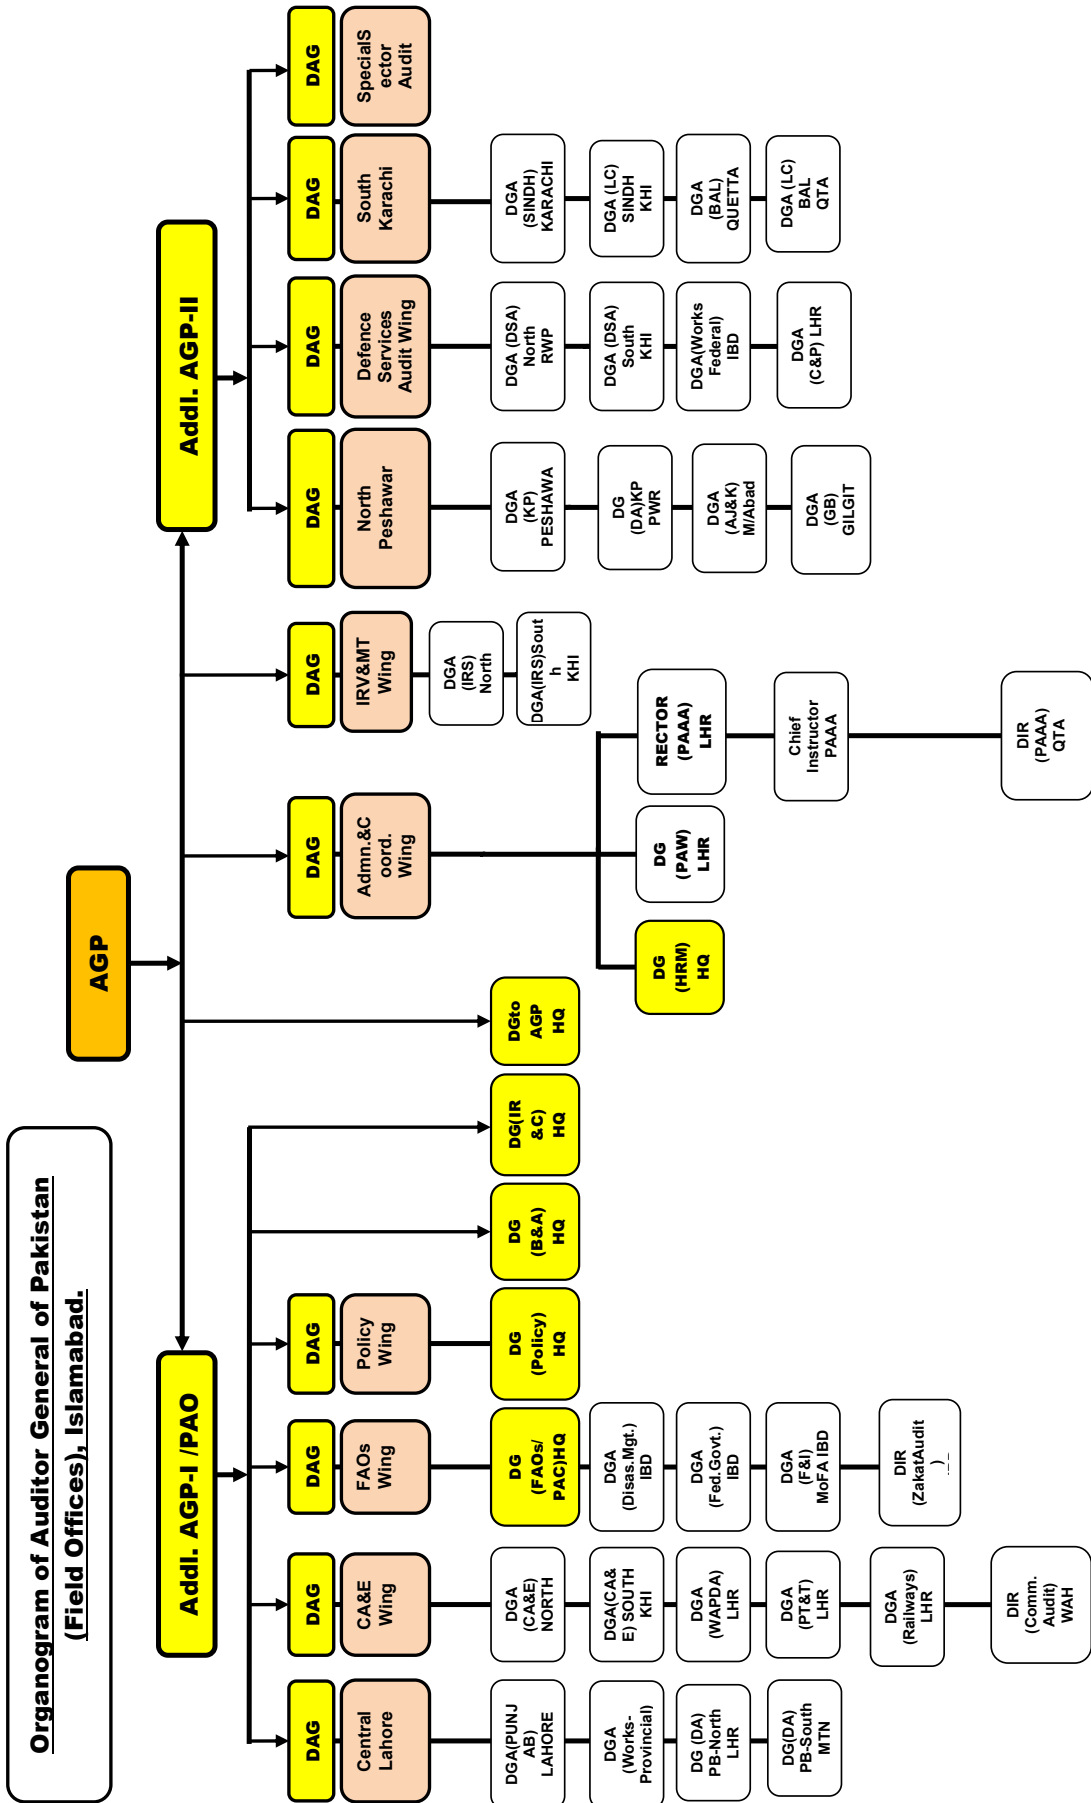 Organogram of Auditor General of Pakistan
(Field Offices), Islamabad.
AGP
Addl. AGP-I /PAO
Addl. AGP-II
DAG
Central
Lahore
DGA(PUNJ
AB)
LAHORE
DGA
(Works-
Provincial)
DG (DA)
PB-North
LHR
DG(DA)
PB-South
MTN
DAG
CA&E
Wing
DGA
(CA&E)
NORTH
DGA(CA&
E) SOUTH
KHI
DGA
(WAPDA)
LHR
DGA
(PT&T)
LHR
DGA
(Railways)
LHR
DIR
(Comm.
Audit)
WAH
DAG
FAOs
Wing
DG
(FAOs/
PAC)HQ
DGA
(Disas.Mgt.)
IBD
DGA
(Fed.Govt.)
IBD
DGA
(F&I)
MoFA IBD
DIR
(ZakatAudit
)
DAG
Policy
Wing
DG
(Policy)
HQ
DG
(B&A)
HQ
DG(IR
&C)
HQ
DGto
AGP
HQ
DAG
Admn.&C
oord.
Wing
DG
(HRM)
HQ
DG
(PAW)
LHR
RECTOR
(PAAA)
LHR
Chief
Instructor
PAAA
DIR
(PAAA)
QTA
DAG
IRV&MT
Wing
DGA
(IRS)
North
DGA(IRS)Sout
h
KHI
DAG
North
Peshawar
DGA
(KP)
PESHAWA
DG
(DA)KP
PWR
DGA
(AJ&K)
M/Abad
DGA
(GB)
GILGIT
DAG
Defence
Services
Audit Wing
DGA (DSA)
North
RWP
DGA (DSA)
South
KHI
DGA(Works
Federal)
IBD
DGA
(C&P) LHR
DAG
South
Karachi
DGA
(SINDH)
KARACHI
DGA (LC)
SINDH
KHI
DGA
(BAL)
QUETTA
DGA (LC)
BAL
QTA
DAG
SpecialS
ector
Audit